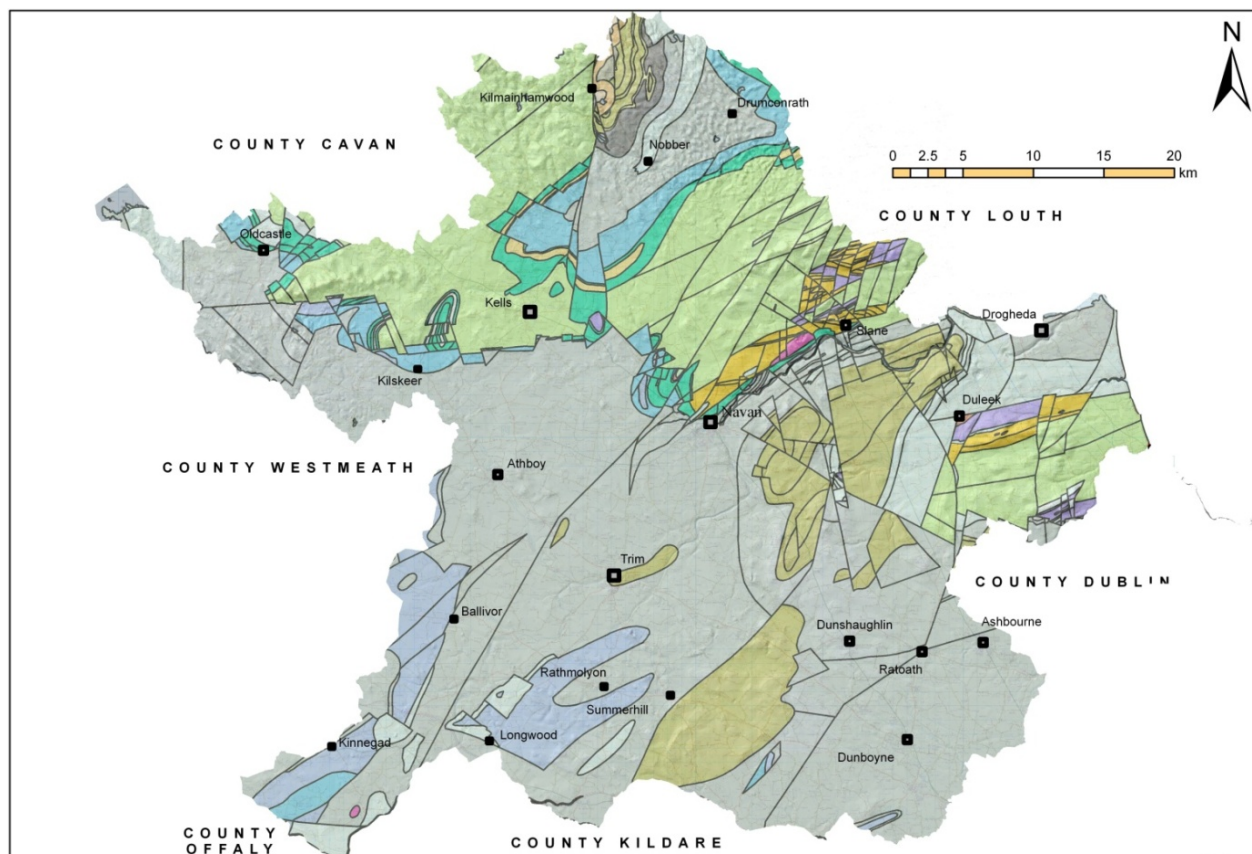 N
Kilmainhamwood
Drumconrath
COUNTY CAVAN
Nobber
0 2.5 5 10 15 20
km
COUNTY LOUTH
Oldcastle
Kells
Drogheda
Slane
Kilskeer
Duleek
Navan
COUNTY WESTMEATH
Athboy
Trim
COUNTY DUBLIN
Ballivor
Dunshaughlin
Ashbourne
Ratoath
Rathmolyon
Summerhill
Kinnegad
Longwood
Dunboyne
COUNTY
OFFALY
COUNTY KILDARE